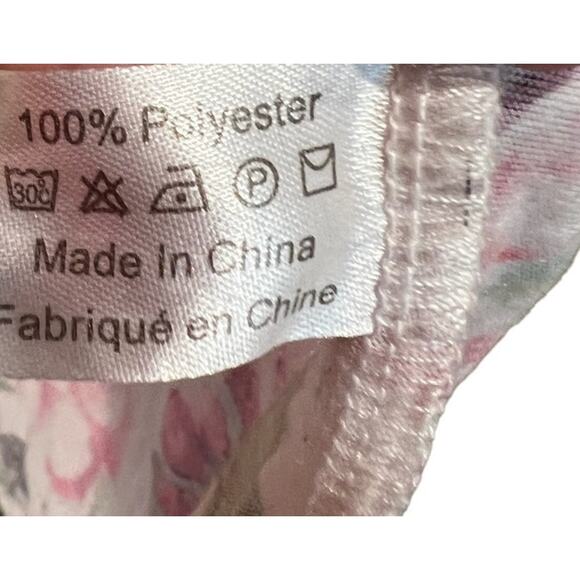 100% Polyester
30° P
Made In China
Fabriqué en Chine